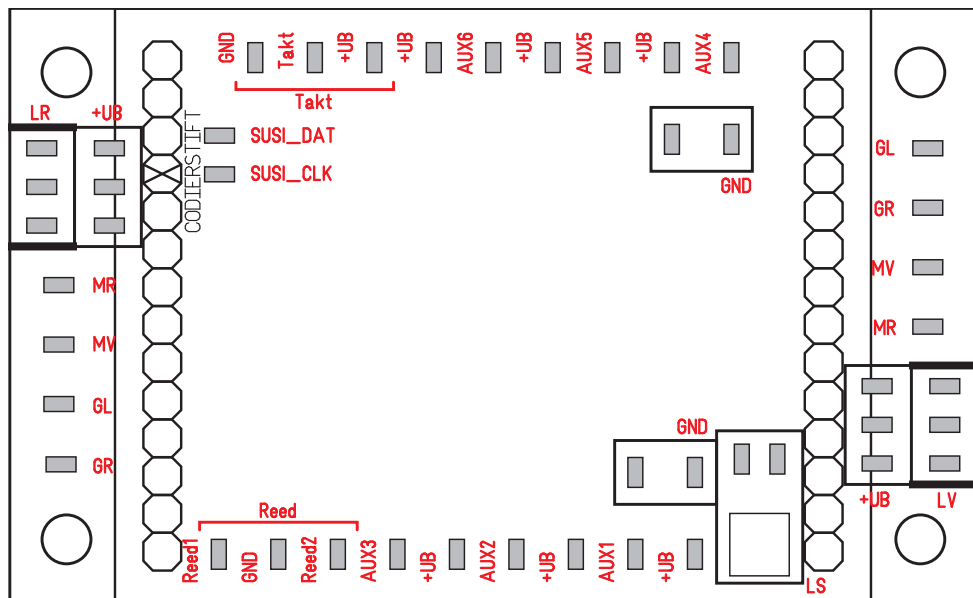 GND Takt +UB +UB AUX6 +UB AUX5 +UB AUX4
Takt
LR +UB
CODIERSTIFT
SUSI_DAT
SUSI_CLK
GND
GL
GR
MV
MR
MR
MV
GL
GR
GND
+UB LV
Reed
Reed1 GND Reed2 AUX3 +UB AUX2 +UB AUX1 +UB
LS